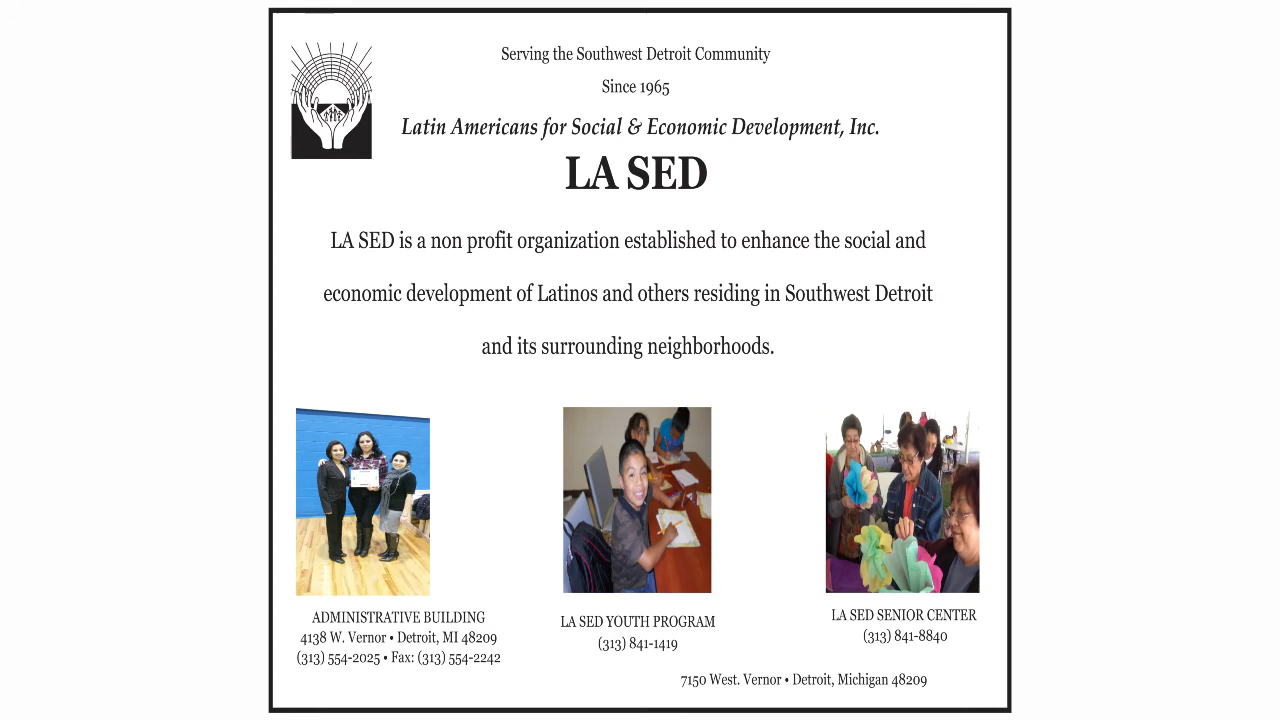 Serving the Southwest Detroit Community
Since 1965
Latin Americans for Social & Economic Development, Inc.
LA SED
LA SED is a non profit organization established to enhance the social and
economic development of Latinos and others residing in Southwest Detroit
and its surrounding neighborhoods.
ADMINISTRATIVE BUILDING
4138 W. Vernor • Detroit, MI 48209
(313) 554-2025 • Fax: (313) 554-2242
LA SED YOUTH PROGRAM
(313) 841-1419
LA SED SENIOR CENTER
(313) 841-8840
7150 West. Vernor • Detroit, Michigan 48209